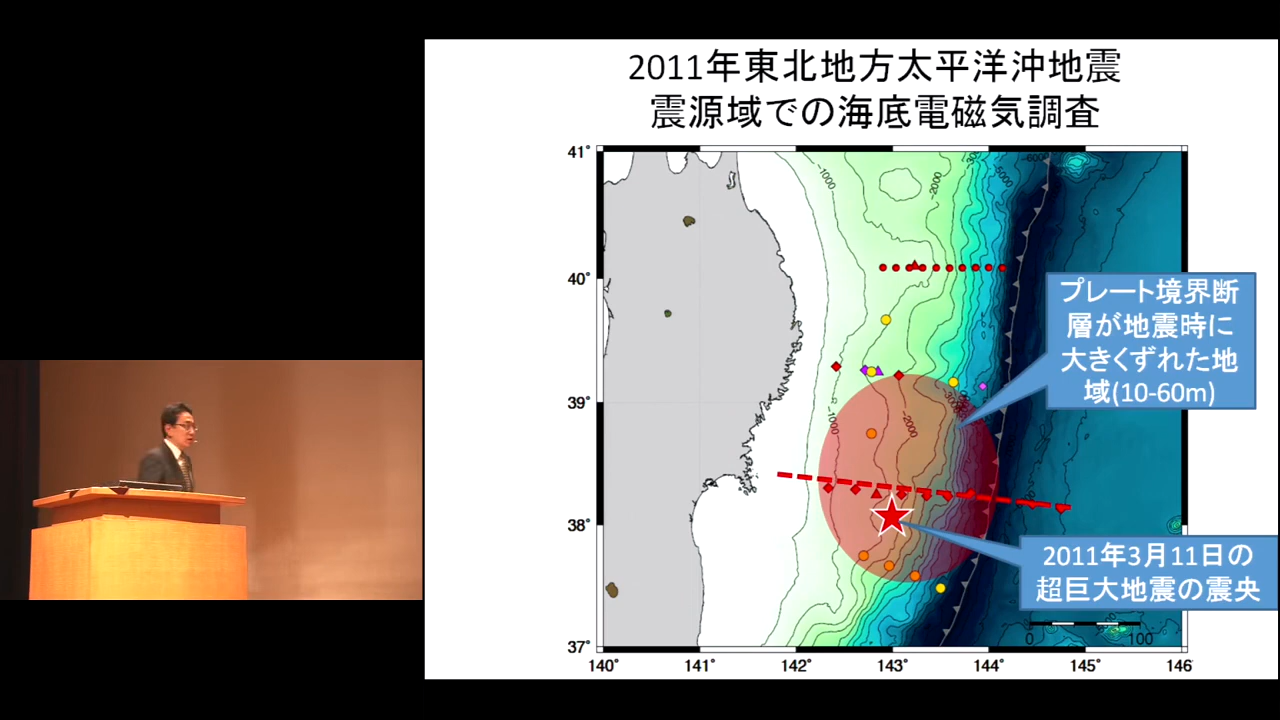 2011年東北地方太平洋沖地震
震源域での海底電磁気調査
41°
40°
39°
38°
37°
140°
141°
142°
143°
144°
145°
146°
-1000
-2000
5000
-6000
-1000
-2000
-3000
プレート境界断
層が地震時に
大きくずれた地
域(10-60m)
2011年3月11日の
超巨大地震の震央
0
100